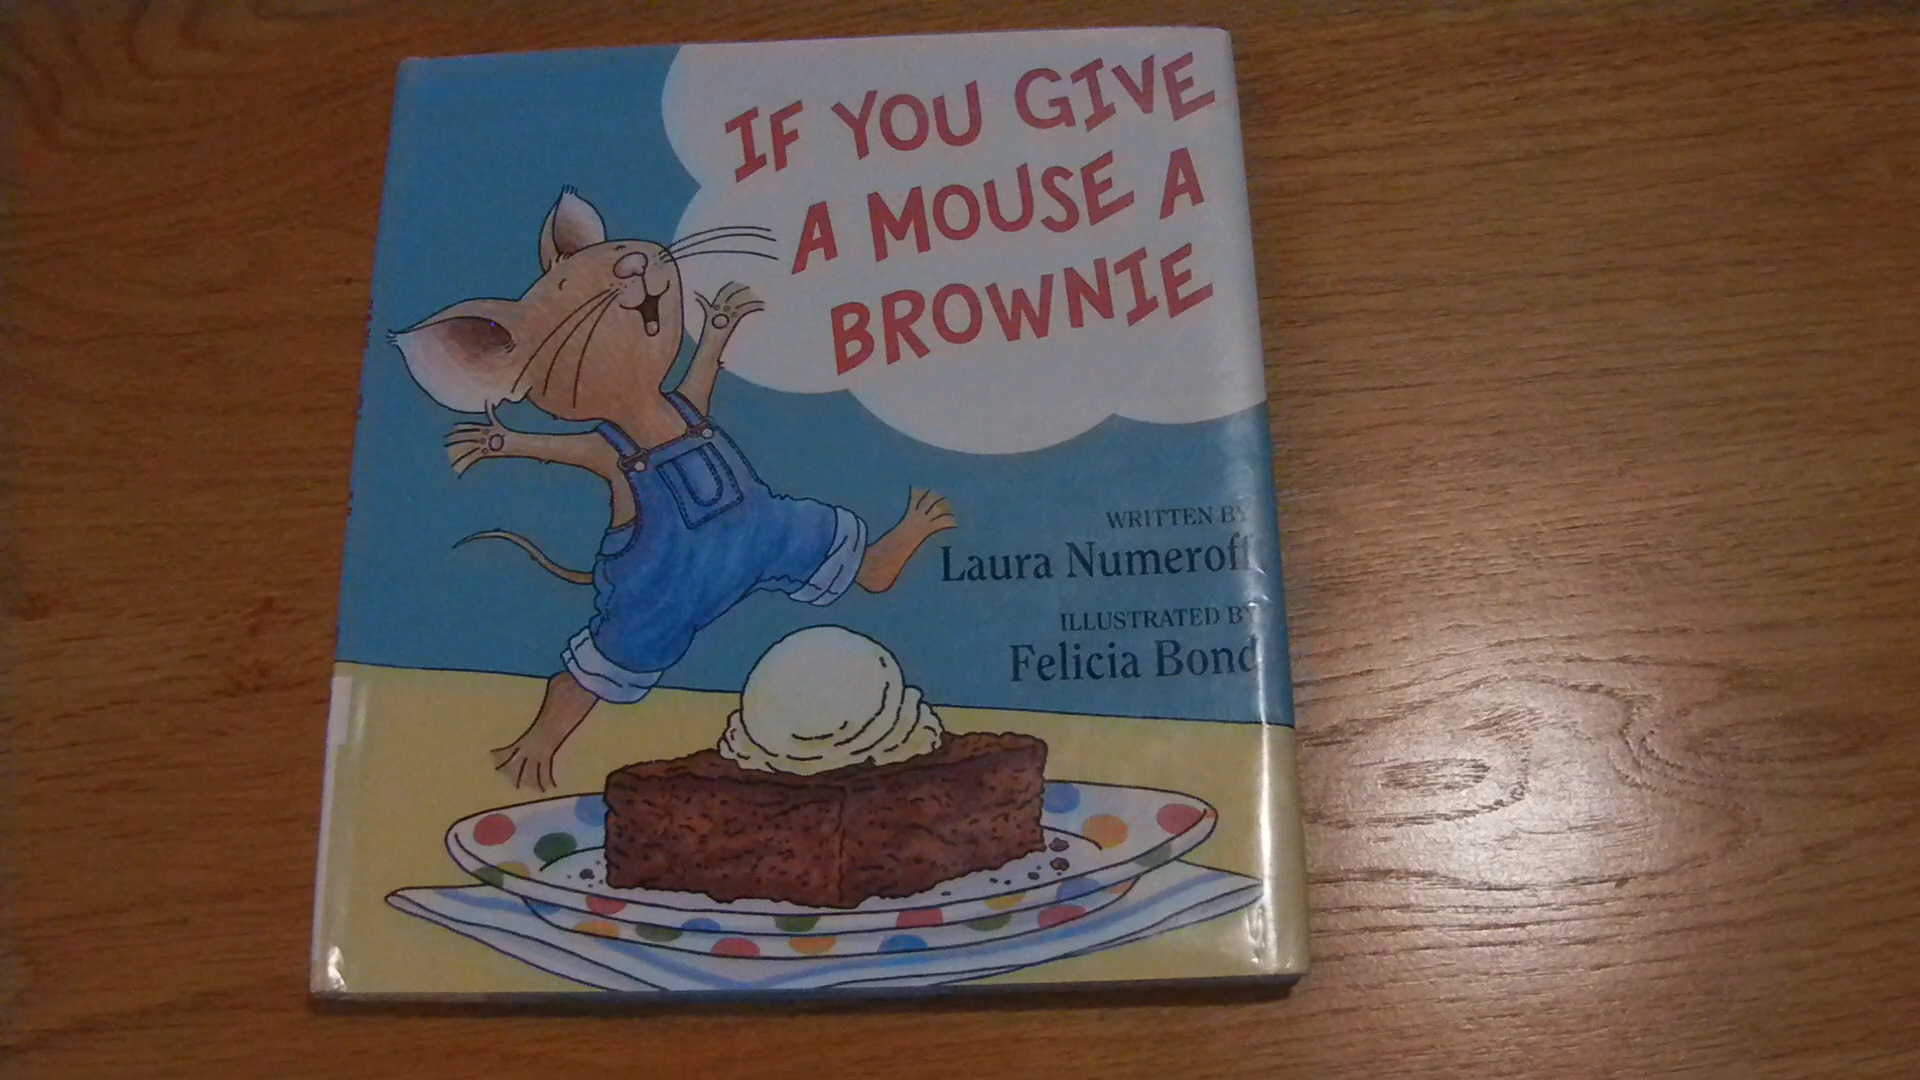 IF YOU GIVE
A MOUSE A
BROWNIE
WRITTEN BY
Laura Numeroff
ILLUSTRATED BY
Felicia Bond